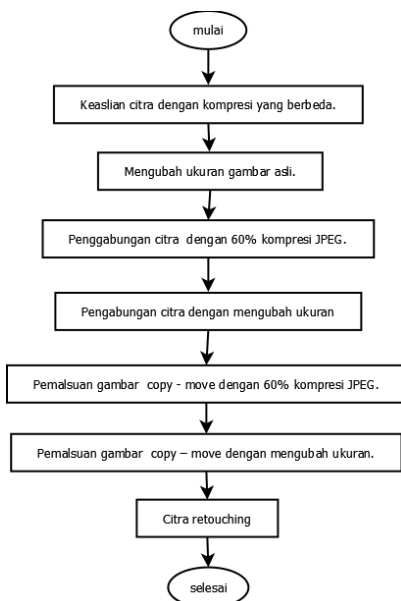 mulai
Keaslian citra dengan kompresi yang berbeda.
Mengubah ukuran gambar asli.
Penggabungan citra dengan 60% kompresi JPEG.
Pengabungan citra dengan mengubah ukuran
Pemalsuan gambar copy - move dengan 60% kompresi JPEG.
Pemalsuan gambar copy – move dengan mengubah ukuran.
Citra retouching
selesai